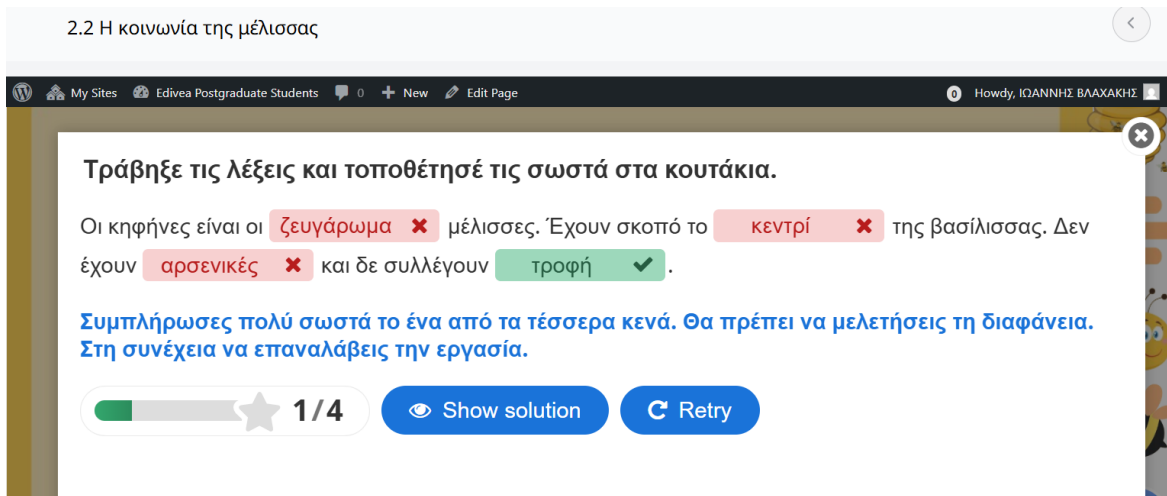 2.2 Η κοινωνία της μέλισσας
My Sites Edivea Postgraduate Students 0 New Edit Page 0 Howdy, ΙΩΑΝΝΗΣ ΒΛΑΧΑΚΗΣ
Τράβηξε τις λέξεις και τοποθέτησέ τις σωστά στα κουτάκια.
Οι κηφήνες είναι οι ζευγάρωμα μέλισσες. Έχουν σκοπό το κεντρί της βασίλισσας. Δεν
έχουν αρσενικές και δε συλλέγουν τροφή .
Συμπλήρωσες πολύ σωστά το ένα από τα τέσσερα κενά. Θα πρέπει να μελετήσεις τη διαφάνεια.
Στη συνέχεια να επαναλάβεις την εργασία.
1/4 Show solution Retry